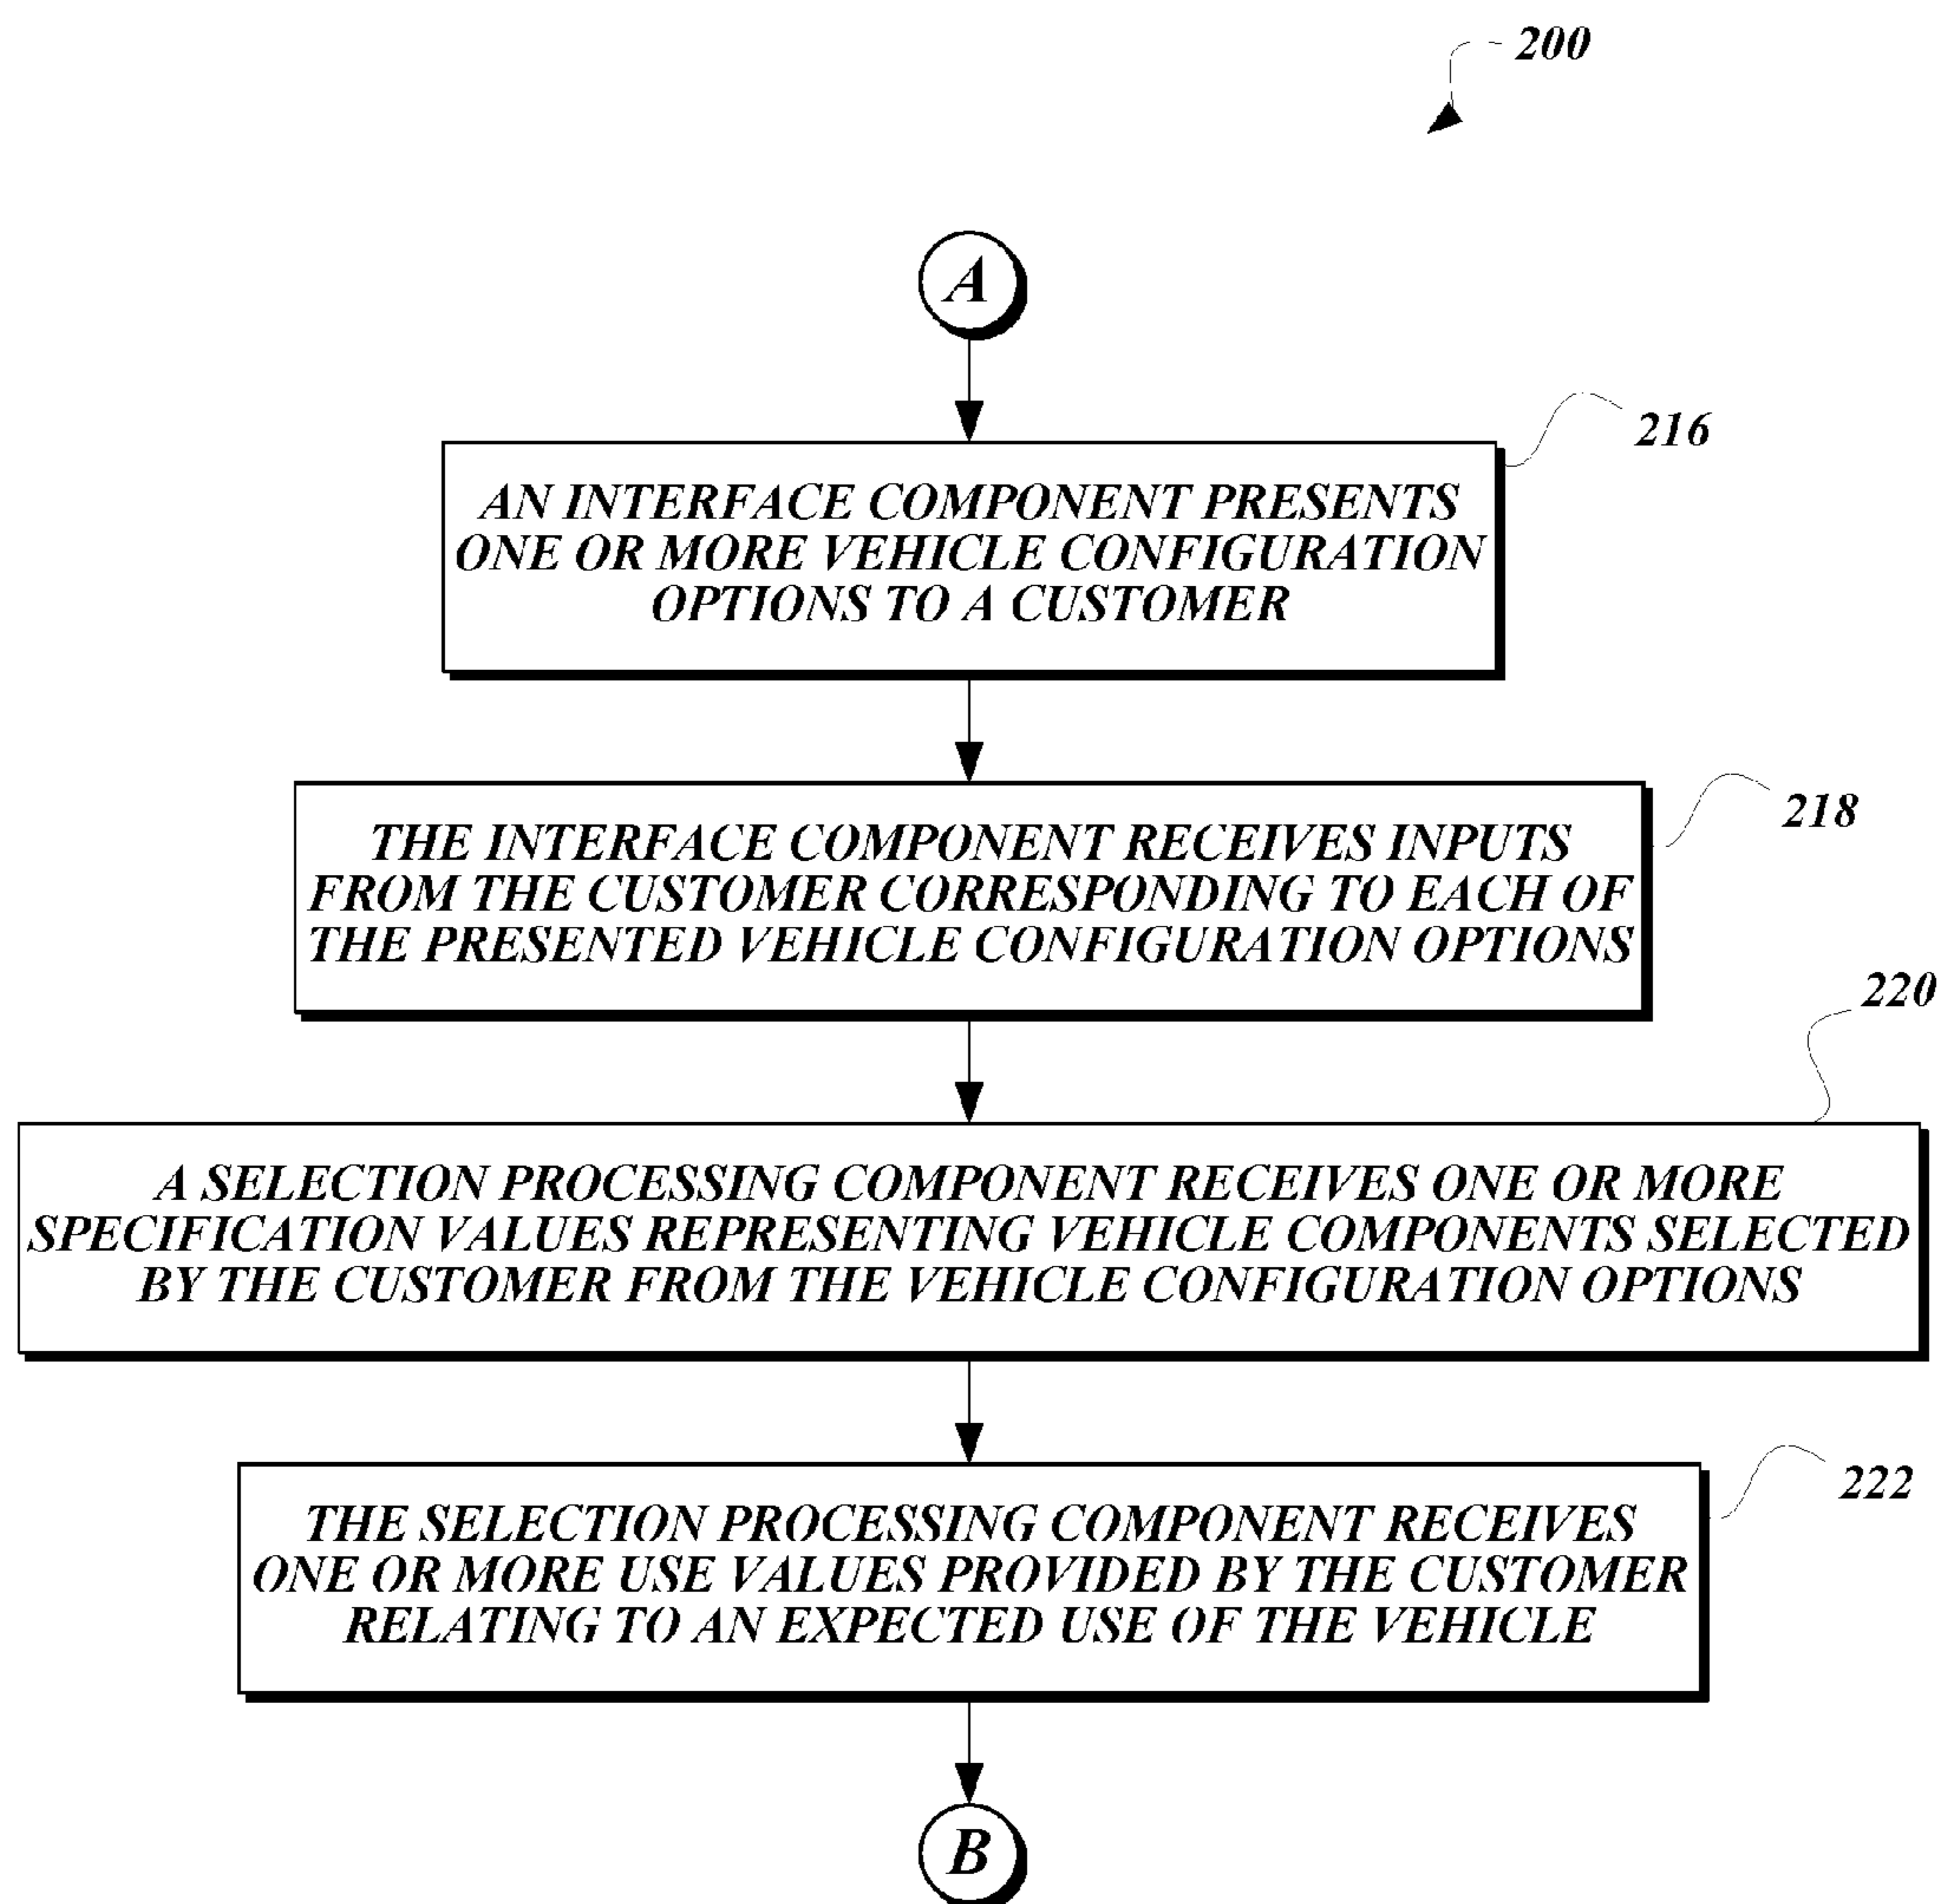 200
A
216
AN INTERFACE COMPONENT PRESENTS
ONE OR MORE VEHICLE CONFIGURATION
OPTIONS TO A CUSTOMER
218
THE INTERFACE COMPONENT RECEIVES INPUTS
FROM THE CUSTOMER CORRESPONDING TO EACH OF
THE PRESENTED VEHICLE CONFIGURATION OPTIONS
220
A SELECTION PROCESSING COMPONENT RECEIVES ONE OR MORE
SPECIFICATION VALUES REPRESENTING VEHICLE COMPONENTS SELECTED
BY THE CUSTOMER FROM THE VEHICLE CONFIGURATION OPTIONS
222
THE SELECTION PROCESSING COMPONENT RECEIVES
ONE OR MORE USE VALUES PROVIDED BY THE CUSTOMER
RELATING TO AN EXPECTED USE OF THE VEHICLE
B